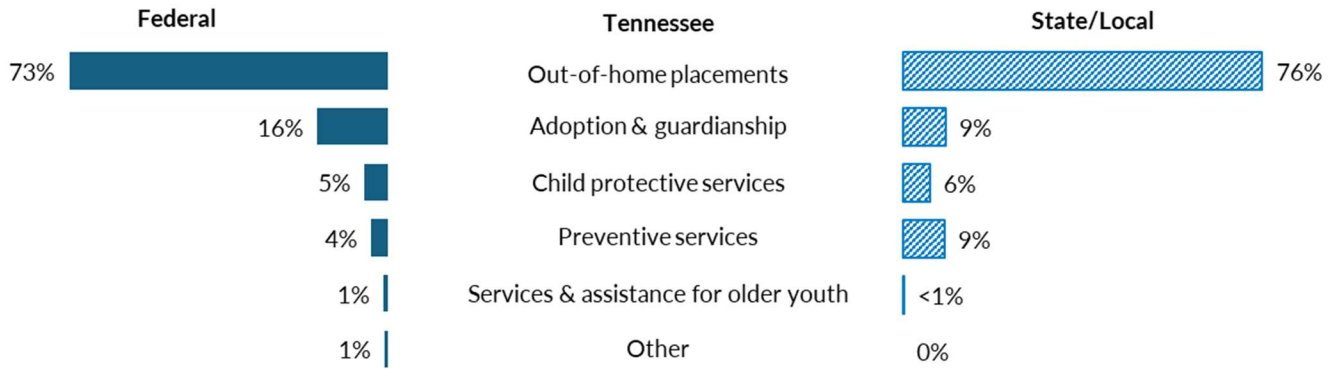 Federal Tennessee State/Local
73% Out-of-home placements 76%
16% Adoption & guardianship 9%
5% Child protective services 6%
4% Preventive services 9%
1% Services & assistance for older youth <1%
1% Other 0%